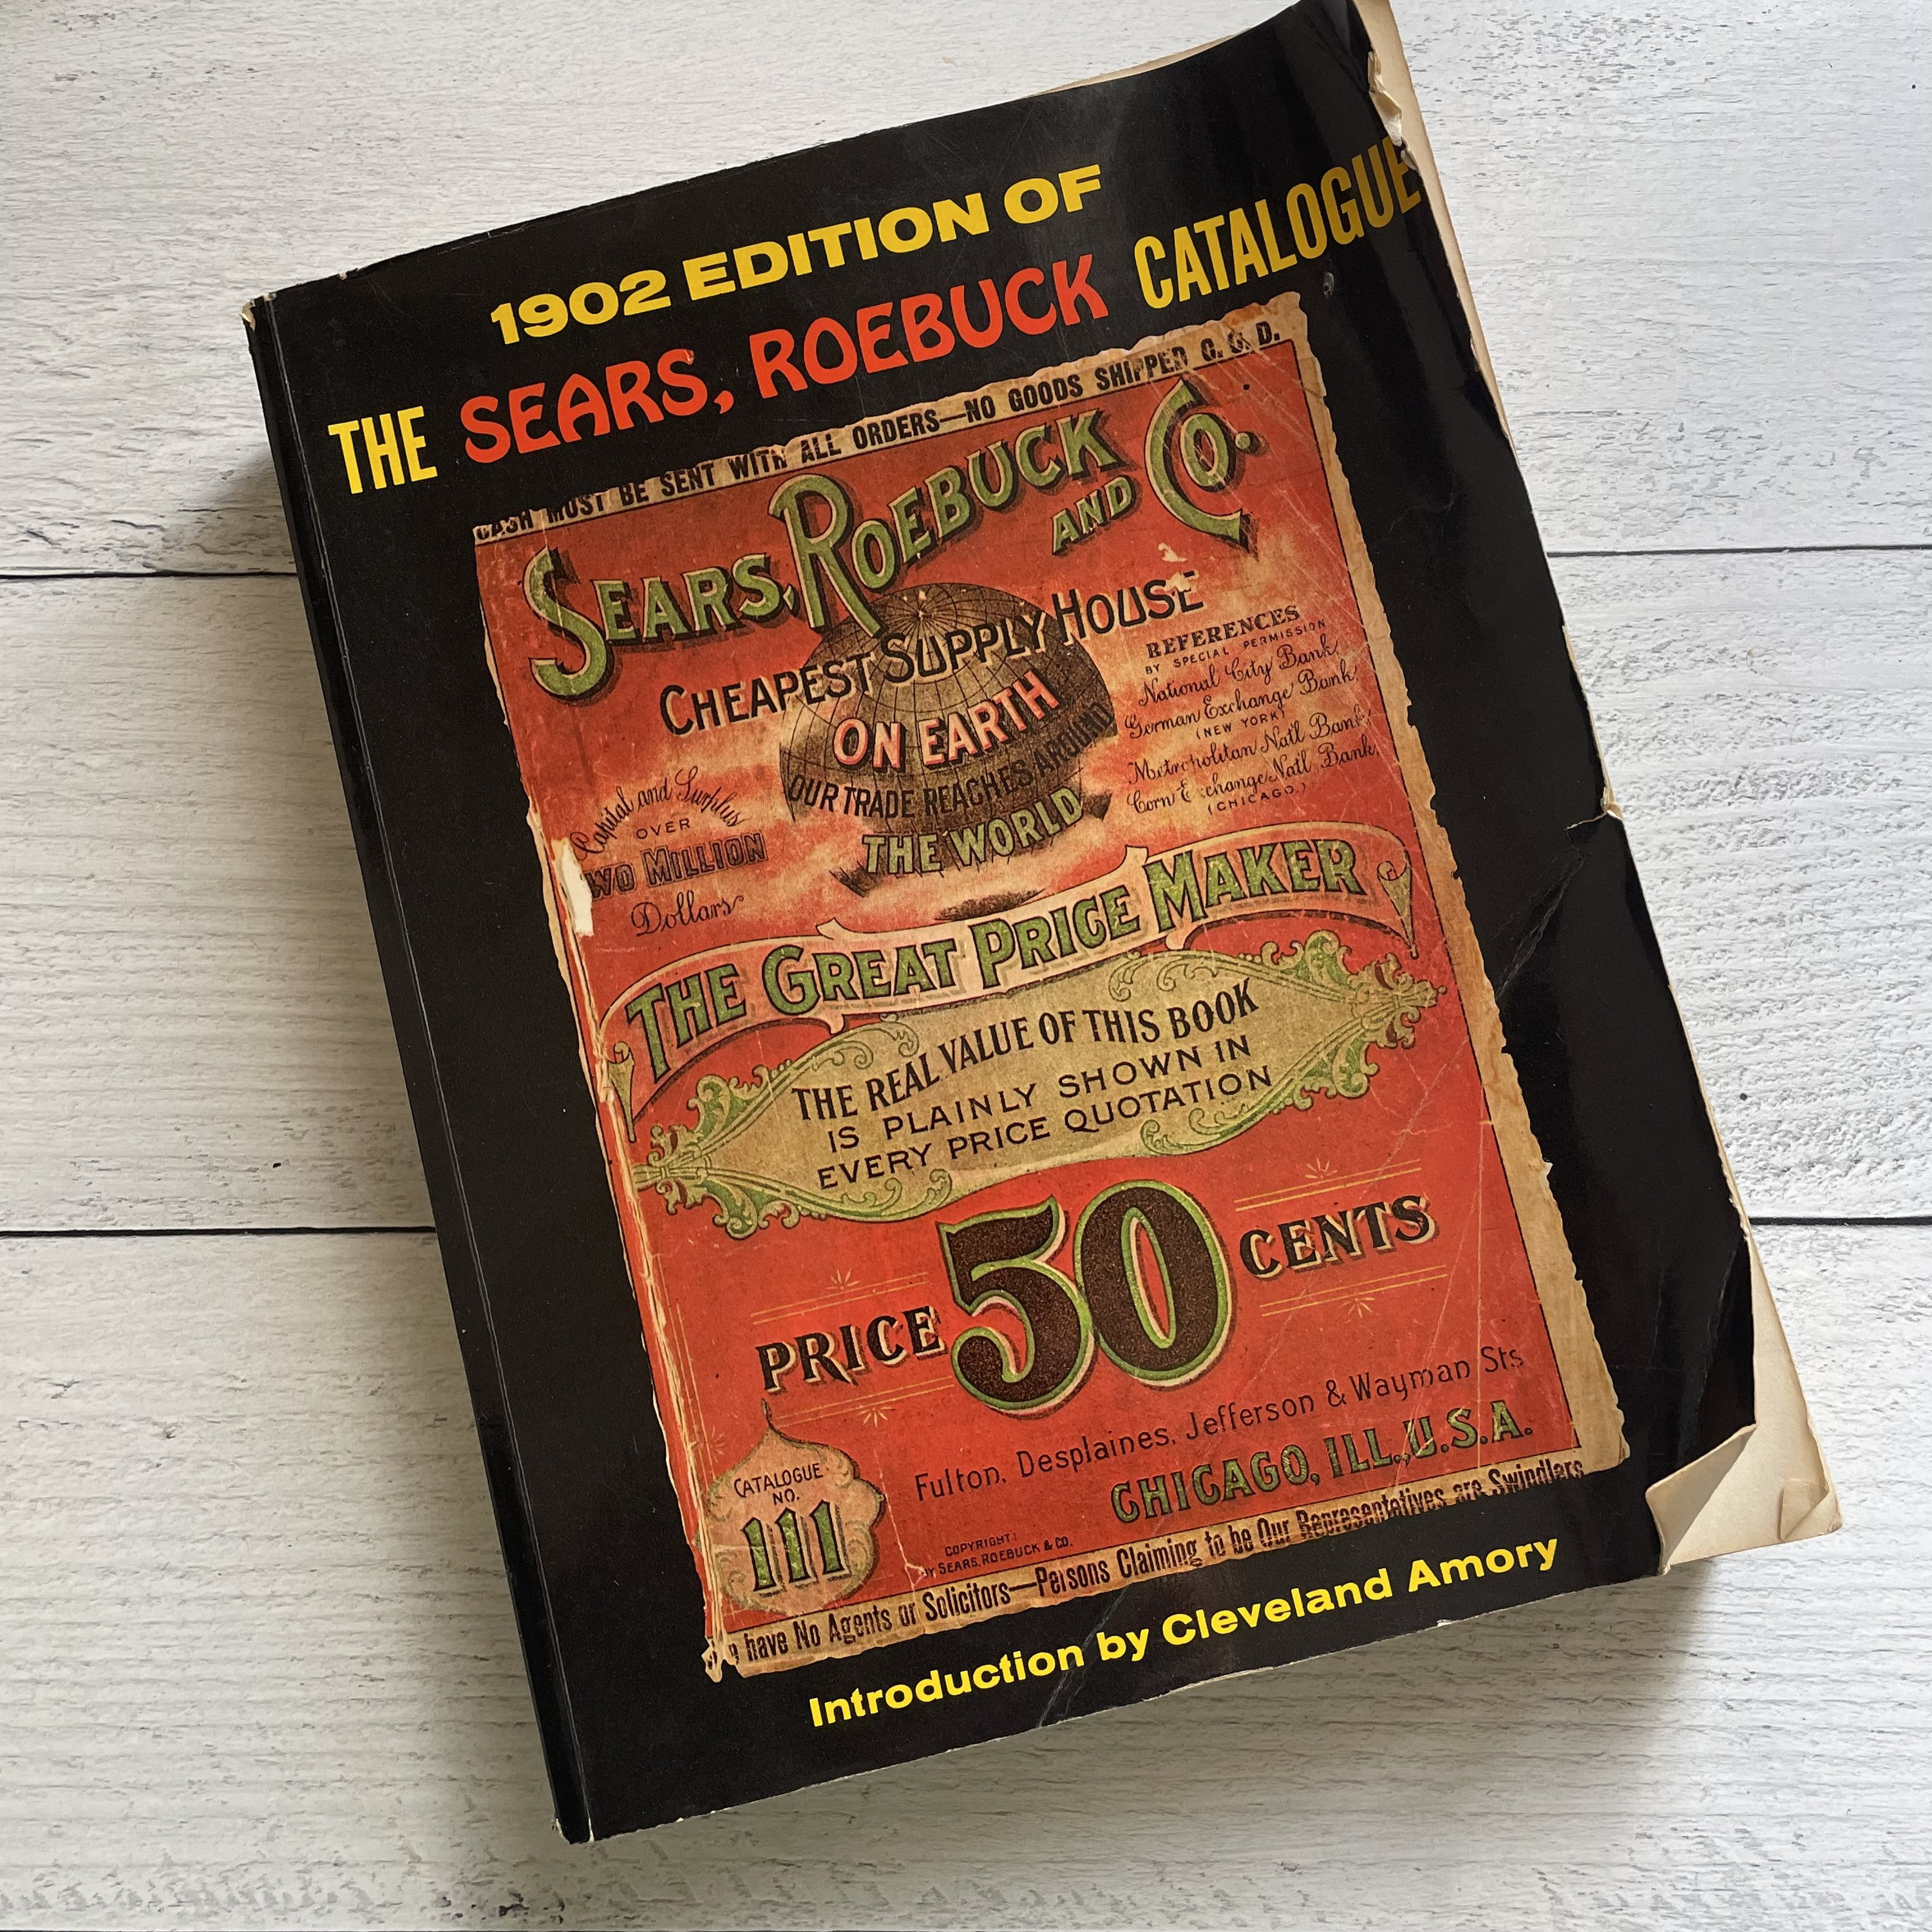 1902 EDITION OF
THE SEARS, ROEBUCK CATALOGUE
CASH MUST BE SENT WITH ALL ORDERS—NO GOODS SHIPPED C. O. D.
SEARS, ROEBUCK AND CO.
CHEAPEST SUPPLY HOUSE
ON EARTH
OUR TRADE REACHES AROUND
THE WORLD
REFERENCES
BY SPECIAL PERMISSION
National City Bank,
German Exchange Bank,
(NEW YORK)
Metropolitan Nat'l Bank,
Corn Exchange Nat'l Bank,
(CHICAGO.)
Capital and Surplus
OVER
TWO MILLION
Dollars
THE GREAT PRICE MAKER
THE REAL VALUE OF THIS BOOK
IS PLAINLY SHOWN IN
EVERY PRICE QUOTATION
PRICE 50 CENTS
Fulton, Desplaines, Jefferson & Wayman Sts
CHICAGO, ILL., U.S.A.
CATALOGUE
NO.
111
COPYRIGHT:
BY SEARS, ROEBUCK & CO.
have No Agents or Solicitors—Persons Claiming to be Our Representatives are Swindlers
Introduction by Cleveland Amory